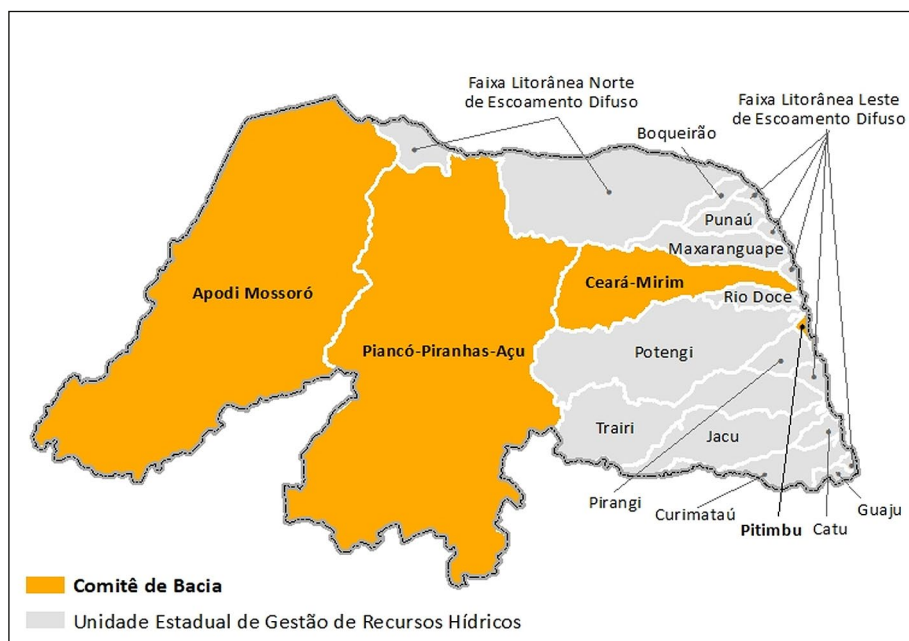 Faixa Litorânea Norte
de Escoamento Difuso
Faixa Litorânea Leste
de Escoamento Difuso
Boqueirão
Punaú
Maxaranguape
Ceará-Mirim
Apodi Mossoró
Rio Doce
Piancó-Piranhas-Açu
Potengi
Trairi
Jacu
Pirangi
Curimataú
Pitimbu
Catu
Guaju
Comitê de Bacia
Unidade Estadual de Gestão de Recursos Hídricos